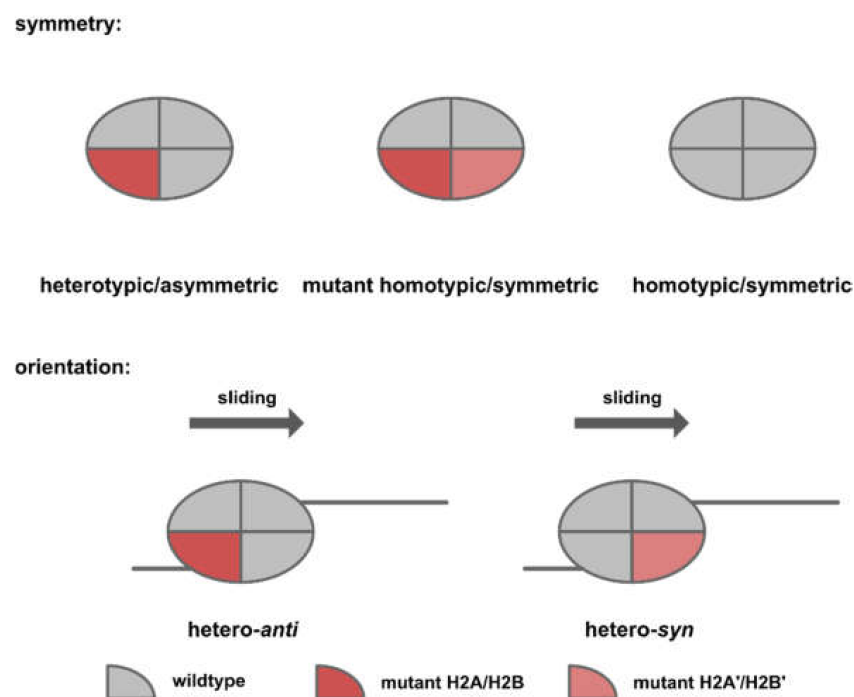 symmetry:
heterotypic/asymmetric mutant homotypic/symmetric homotypic/symmetric
orientation:
sliding sliding
hetero-anti hetero-syn
wildtype mutant H2A/H2B mutant H2A'/H2B'